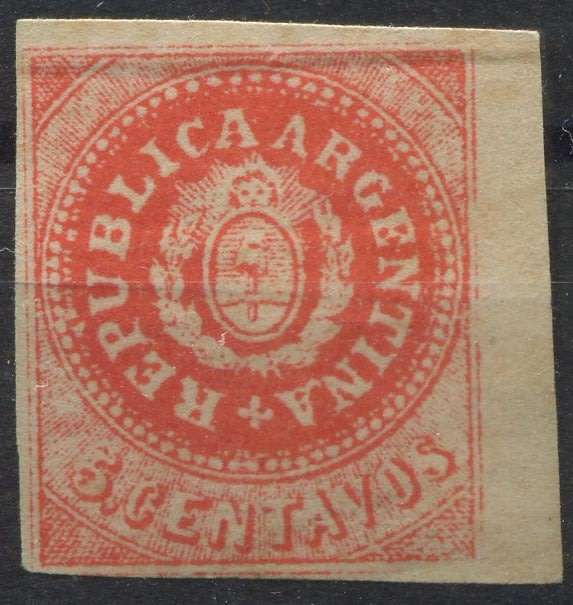 REPUBLICA ARGENTINA +
5 CENTAVOS